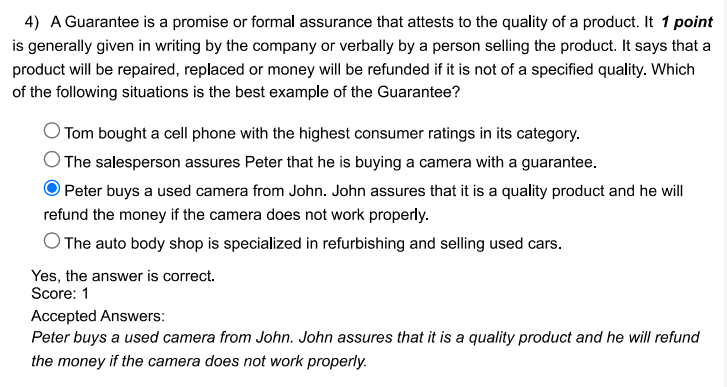 4) A Guarantee is a promise or formal assurance that attests to the quality of a product. It 1 point
is generally given in writing by the company or verbally by a person selling the product. It says that a
product will be repaired, replaced or money will be refunded if it is not of a specified quality. Which
of the following situations is the best example of the Guarantee?
Tom bought a cell phone with the highest consumer ratings in its category.
The salesperson assures Peter that he is buying a camera with a guarantee.
Peter buys a used camera from John. John assures that it is a quality product and he will
refund the money if the camera does not work properly.
The auto body shop is specialized in refurbishing and selling used cars.
Yes, the answer is correct.
Score: 1
Accepted Answers:
Peter buys a used camera from John. John assures that it is a quality product and he will refund
the money if the camera does not work properly.